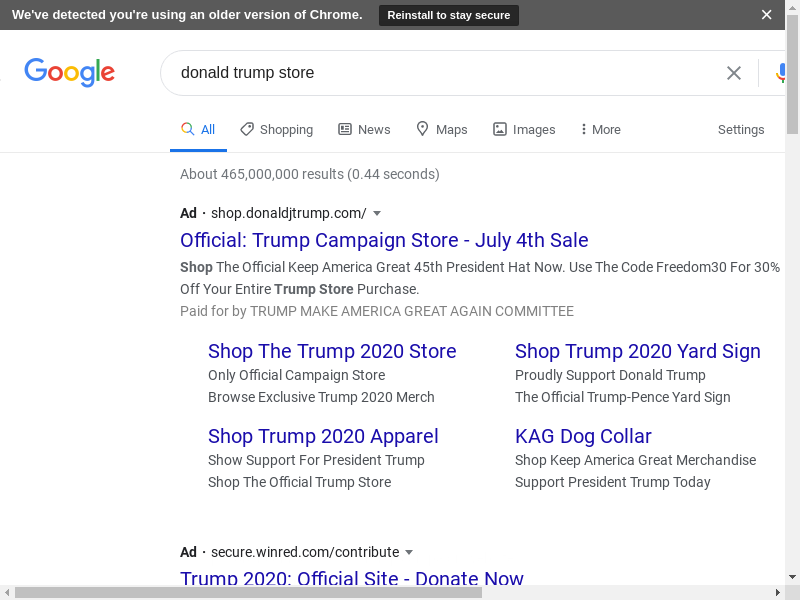 We've detected you're using an older version of Chrome. Reinstall to stay secure
Google
donald trump store
All Shopping News Maps Images More Settings
About 465,000,000 results (0.44 seconds)
Ad · shop.donaldjtrump.com/
Official: Trump Campaign Store - July 4th Sale
Shop The Official Keep America Great 45th President Hat Now. Use The Code Freedom30 For 30%
Off Your Entire Trump Store Purchase.
Paid for by TRUMP MAKE AMERICA GREAT AGAIN COMMITTEE
Shop The Trump 2020 Store
Only Official Campaign Store
Browse Exclusive Trump 2020 Merch
Shop Trump 2020 Yard Sign
Proudly Support Donald Trump
The Official Trump-Pence Yard Sign
Shop Trump 2020 Apparel
Show Support For President Trump
Shop The Official Trump Store
KAG Dog Collar
Shop Keep America Great Merchandise
Support President Trump Today
Ad · secure.winred.com/contribute
Trump 2020: Official Site - Donate Now